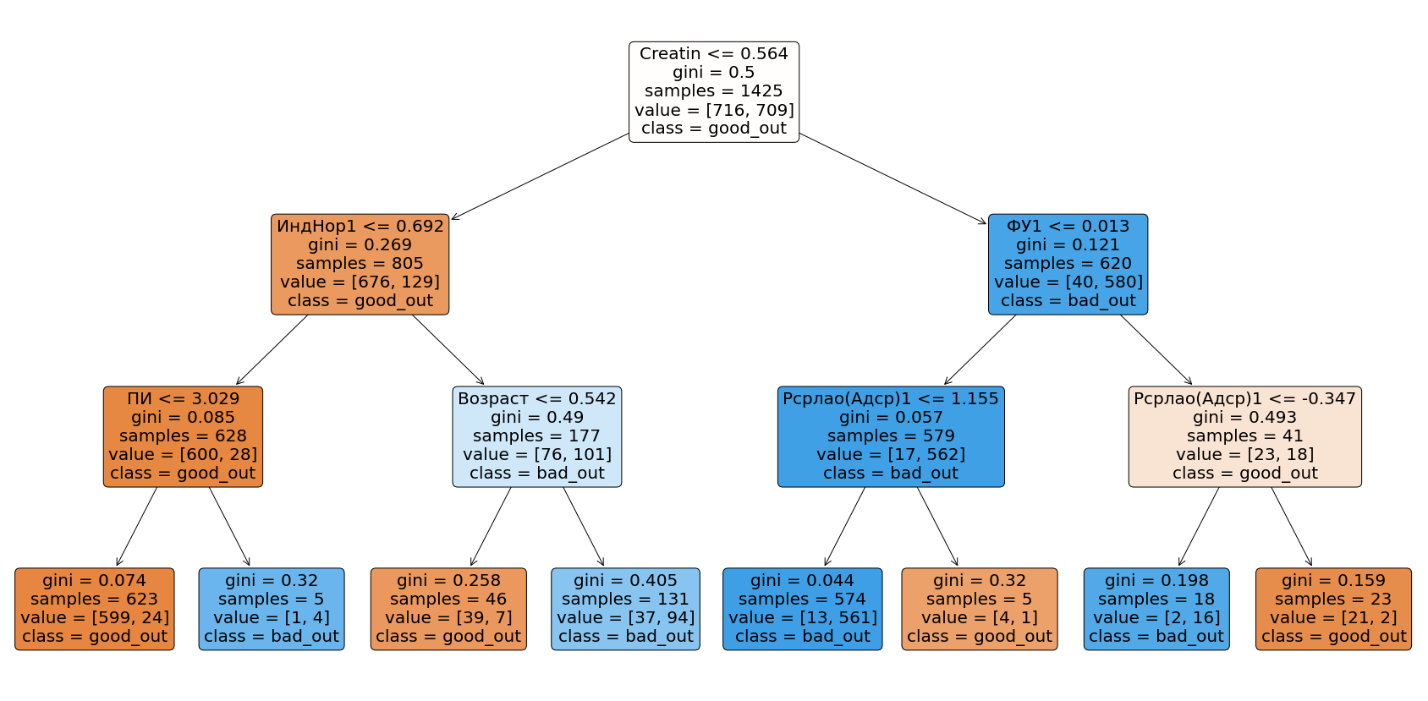 Creatin <= 0.564
gini = 0.5
samples = 1425
value = [716, 709]
class = good_out
ИндНор1 <= 0.692
gini = 0.269
samples = 805
value = [676, 129]
class = good_out
ФУ1 <= 0.013
gini = 0.121
samples = 620
value = [40, 580]
class = bad_out
ПИ <= 3.029
gini = 0.085
samples = 628
value = [600, 28]
class = good_out
Возраст <= 0.542
gini = 0.49
samples = 177
value = [76, 101]
class = bad_out
Рсрлао(Адср)1 <= 1.155
gini = 0.057
samples = 579
value = [17, 562]
class = bad_out
Рсрлао(Адср)1 <= -0.347
gini = 0.493
samples = 41
value = [23, 18]
class = good_out
gini = 0.074
samples = 623
value = [599, 24]
class = good_out
gini = 0.32
samples = 5
value = [1, 4]
class = bad_out
gini = 0.258
samples = 46
value = [39, 7]
class = good_out
gini = 0.405
samples = 131
value = [37, 94]
class = bad_out
gini = 0.044
samples = 574
value = [13, 561]
class = bad_out
gini = 0.32
samples = 5
value = [4, 1]
class = good_out
gini = 0.198
samples = 18
value = [2, 16]
class = bad_out
gini = 0.159
samples = 23
value = [21, 2]
class = good_out